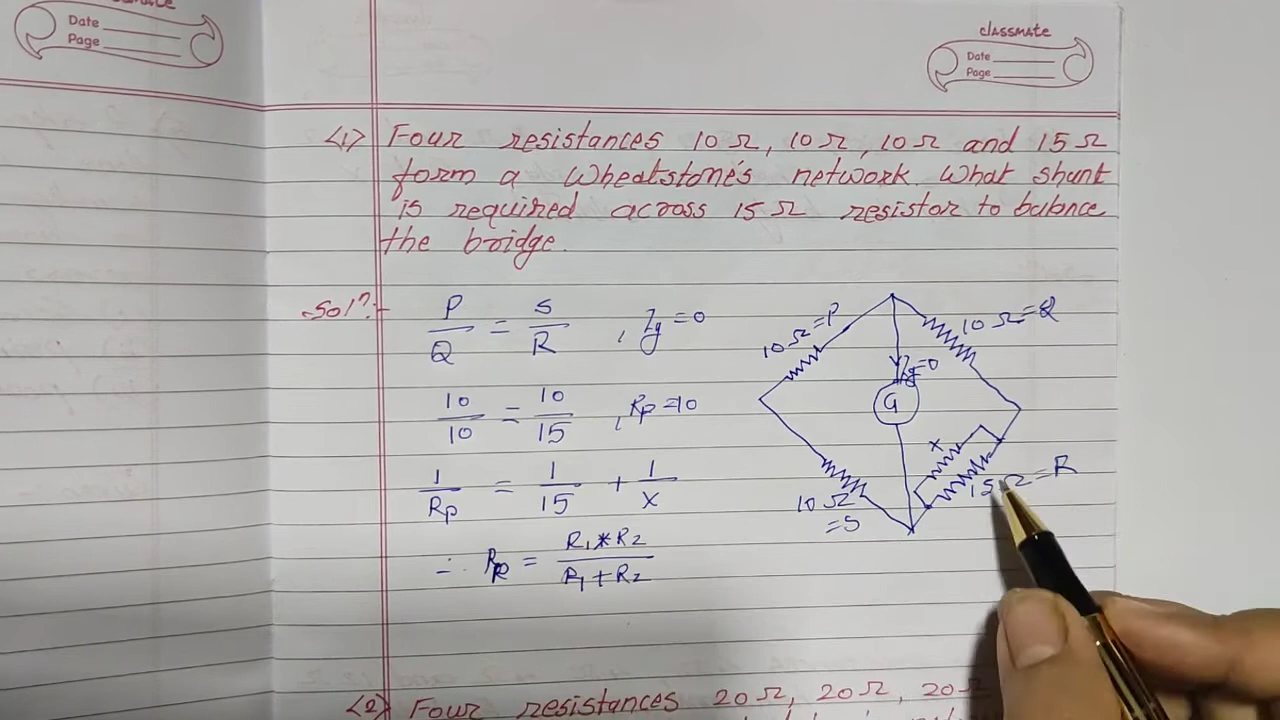 Date
Page
classmate
Date
Page
<1> Four resistances 10 Ω, 10 Ω, 10 Ω and 15 Ω
form a Wheatstone's network. What shunt
is required across 15 Ω resistor to balance
the bridge.
Solⁿ:-
P/Q = S/R , Ig = 0
10/10 = 10/15 , Rp = 10
1/Rp = 1/15 + 1/x
∴ Rp = R1 * R2 / R1 + R2
10 Ω = P
10 Ω = Q
Ig = 0
G
x
15 Ω = R
10 Ω
= S
<2> Four resistances 20 Ω, 20 Ω, 20 Ω